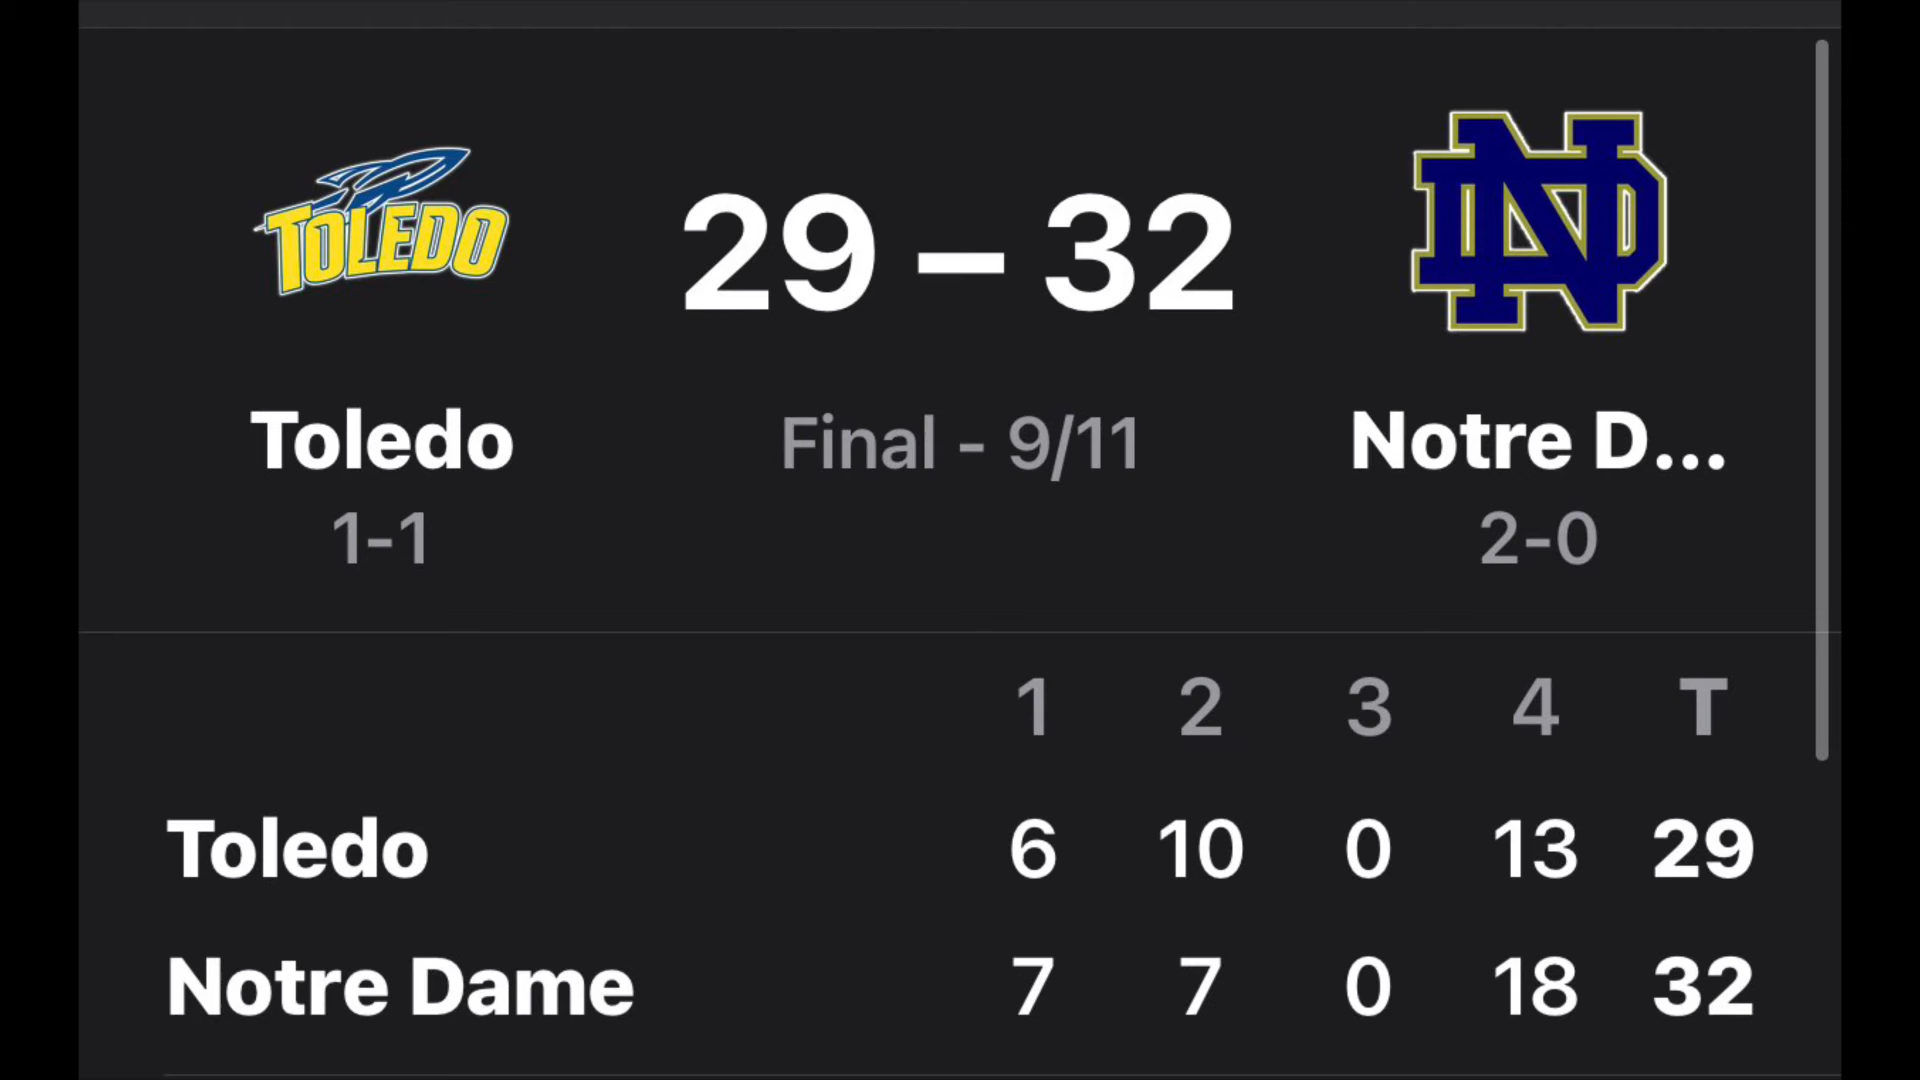 TOLEDO
29 – 32
ND
Toledo
Final - 9/11
Notre D...
1-1
2-0
1 2 3 4 T
Toledo 6 10 0 13 29
Notre Dame 7 7 0 18 32